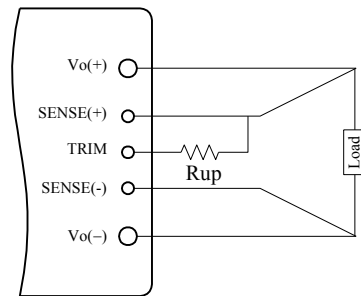 Vo(+)
SENSE(+)
TRIM
Rup
SENSE(-)
Vo(−)
Load